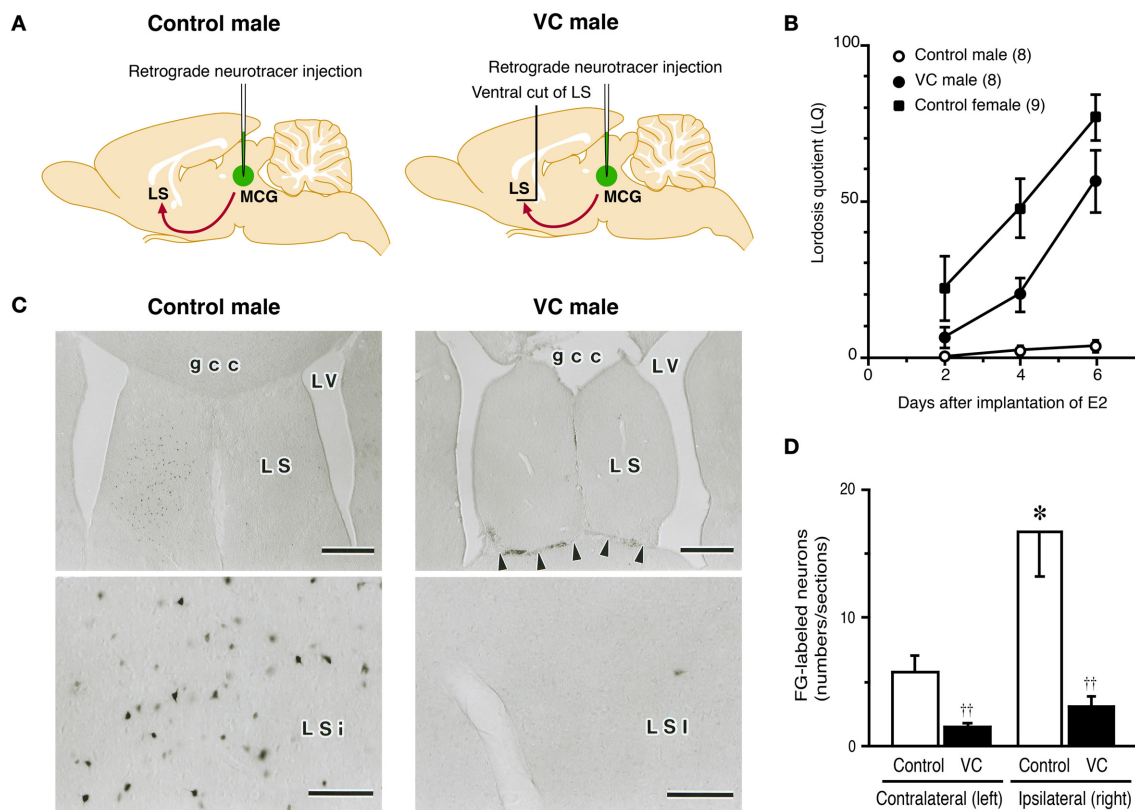 A
Control male
VC male
Retrograde neurotracer injection
LS
MCG
Retrograde neurotracer injection
Ventral cut of LS
LS
MCG
B
100
50
0
Lordosis quotient (LQ)
Control male (8)
VC male (8)
Control female (9)
0
2
4
6
Days after implantation of E2
C
Control male
VC male
gcc
LV
LS
gcc
LV
LS
LSi
LSI
D
20
10
0
FG-labeled neurons
(numbers/sections)
*
††
††
Control VC Control VC
Contralateral (left) Ipsilateral (right)